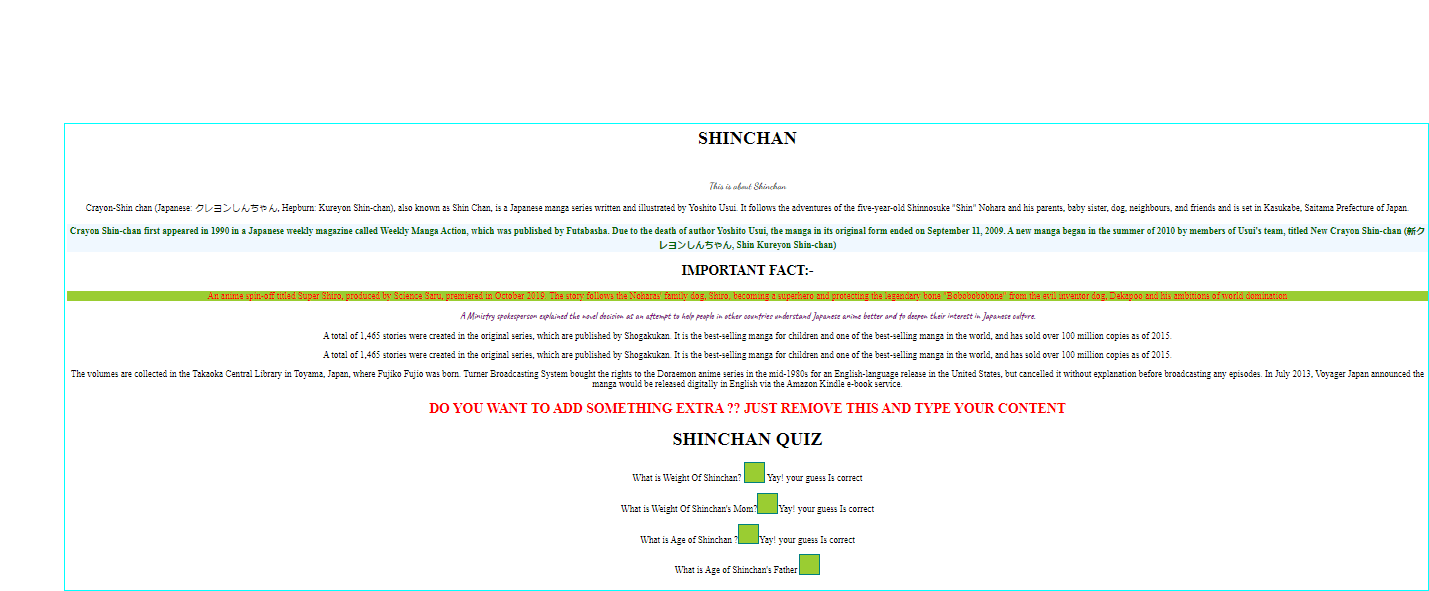 SHINCHAN
This is about Shinchan
Crayon-Shin chan (Japanese: クレヨンしんちゃん, Hepburn: Kureyon Shin-chan), also known as Shin Chan, is a Japanese manga series written and illustrated by Yoshito Usui. It follows the adventures of the five-year-old Shinnosuke "Shin" Nohara and his parents, baby sister, dog, neighbours, and friends and is set in Kasukabe, Saitama Prefecture of Japan.
Crayon Shin-chan first appeared in 1990 in a Japanese weekly magazine called Weekly Manga Action, which was published by Futabasha. Due to the death of author Yoshito Usui, the manga in its original form ended on September 11, 2009. A new manga began in the summer of 2010 by members of Usui's team, titled New Crayon Shin-chan (新ク
レヨンしんちゃん, Shin Kureyon Shin-chan)
IMPORTANT FACT:-
An anime spin-off titled Super Shiro, produced by Science Saru, premiered in October 2019. The story follows the Noharas' family dog, Shiro, becoming a superhero and protecting the legendary bone "Bobobobobone" from the evil inventor dog, Dekapoo and his ambitions of world domination
A Ministry spokesperson explained the novel decision as an attempt to help people in other countries understand Japanese anime better and to deepen their interest in Japanese culture.
A total of 1,465 stories were created in the original series, which are published by Shogakukan. It is the best-selling manga for children and one of the best-selling manga in the world, and has sold over 100 million copies as of 2015.
A total of 1,465 stories were created in the original series, which are published by Shogakukan. It is the best-selling manga for children and one of the best-selling manga in the world, and has sold over 100 million copies as of 2015.
The volumes are collected in the Takaoka Central Library in Toyama, Japan, where Fujiko Fujio was born. Turner Broadcasting System bought the rights to the Doraemon anime series in the mid-1980s for an English-language release in the United States, but cancelled it without explanation before broadcasting any episodes. In July 2013, Voyager Japan announced the
manga would be released digitally in English via the Amazon Kindle e-book service.
DO YOU WANT TO ADD SOMETHING EXTRA ?? JUST REMOVE THIS AND TYPE YOUR CONTENT
SHINCHAN QUIZ
What is Weight Of Shinchan? Yay! your guess Is correct
What is Weight Of Shinchan's Mom? Yay! your guess Is correct
What is Age of Shinchan ? Yay! your guess Is correct
What is Age of Shinchan's Father